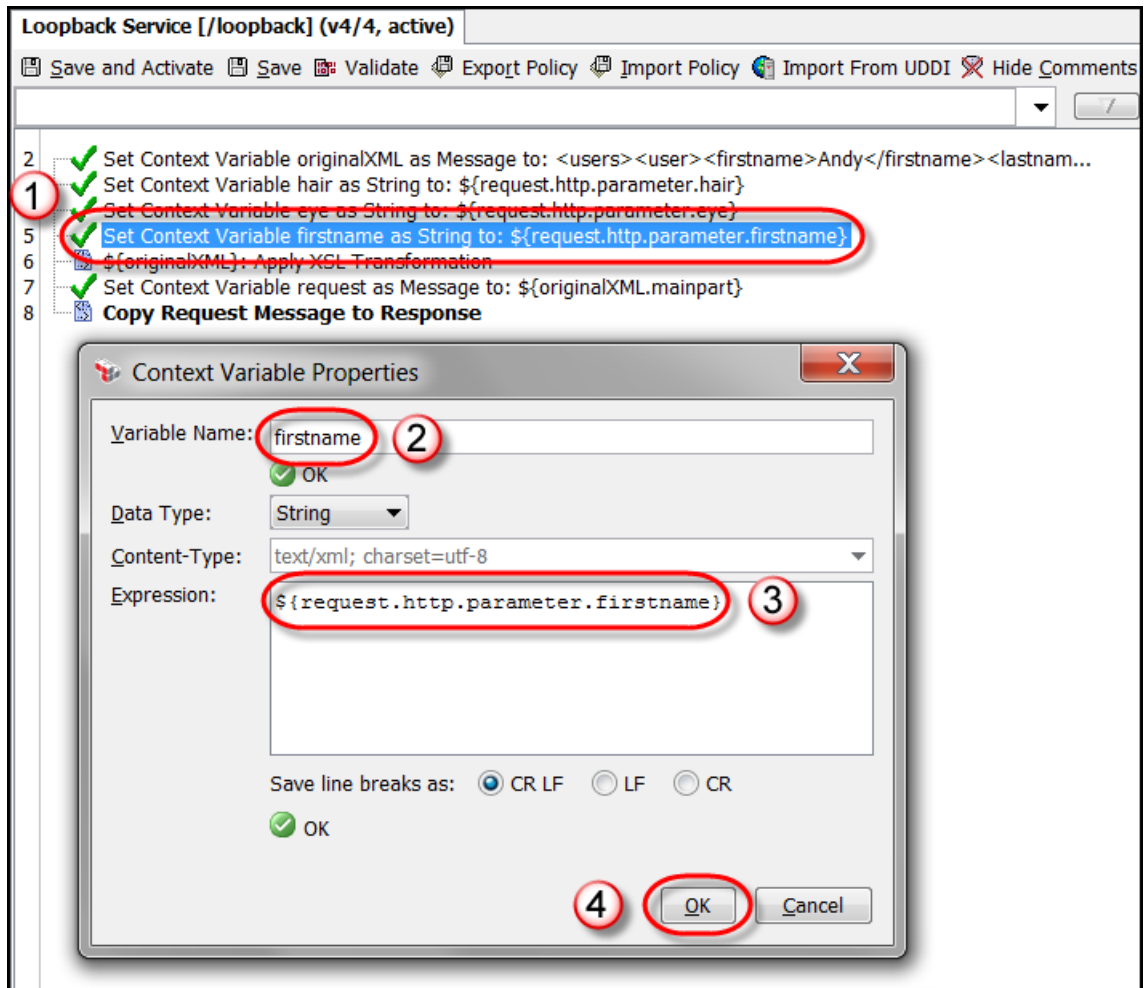 Loopback Service [/loopback] (v4/4, active)
Save and Activate Save Validate Export Policy Import Policy Import From UDDI Hide Comments
2 Set Context Variable originalXML as Message to: <users><user><firstname>Andy</firstname><lastnam...
1 Set Context Variable hair as String to: ${request.http.parameter.hair}
Set Context Variable eye as String to: ${request.http.parameter.eye}
5 Set Context Variable firstname as String to: ${request.http.parameter.firstname}
6 ${originalXML}: Apply XSL Transformation
7 Set Context Variable request as Message to: ${originalXML.mainpart}
8 Copy Request Message to Response
Context Variable Properties
Variable Name: firstname 2
OK
Data Type: String
Content-Type: text/xml; charset=utf-8
Expression: ${request.http.parameter.firstname} 3
Save line breaks as: CR LF LF CR
OK
4 OK Cancel